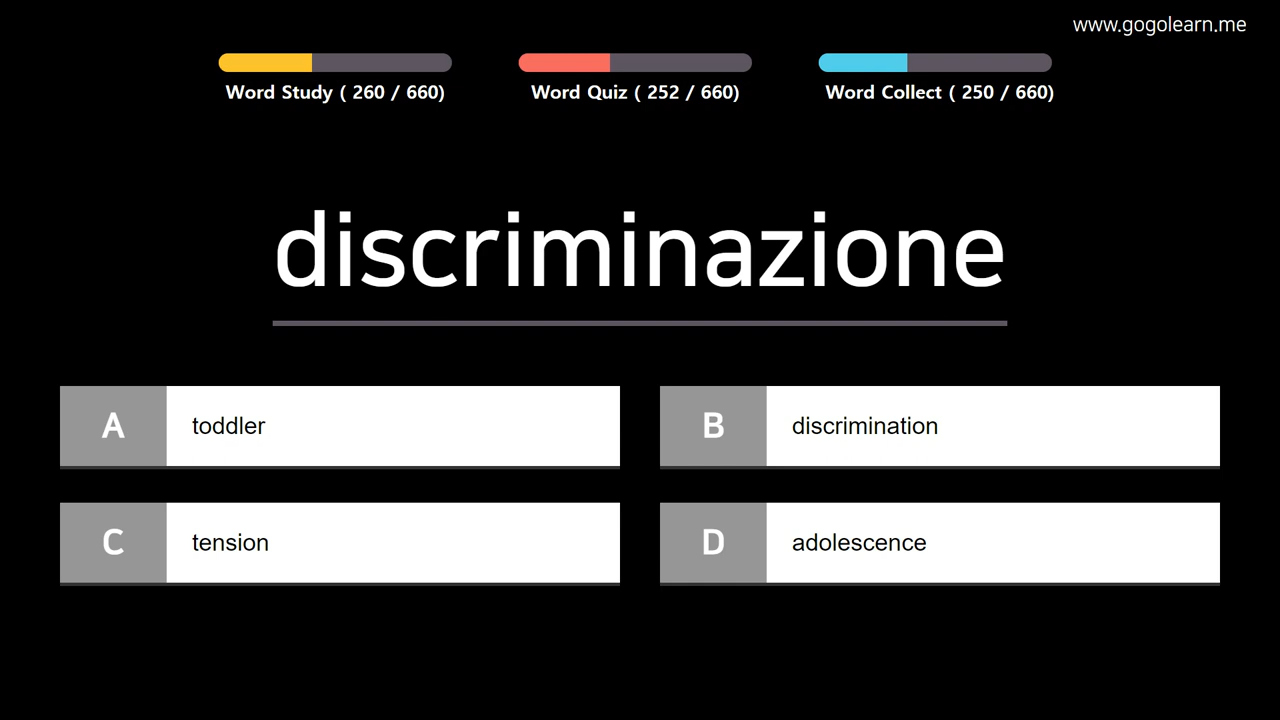 www.gogolearn.me
Word Study ( 260 / 660)
Word Quiz ( 252 / 660)
Word Collect ( 250 / 660)
discriminazione
A toddler
B discrimination
C tension
D adolescence